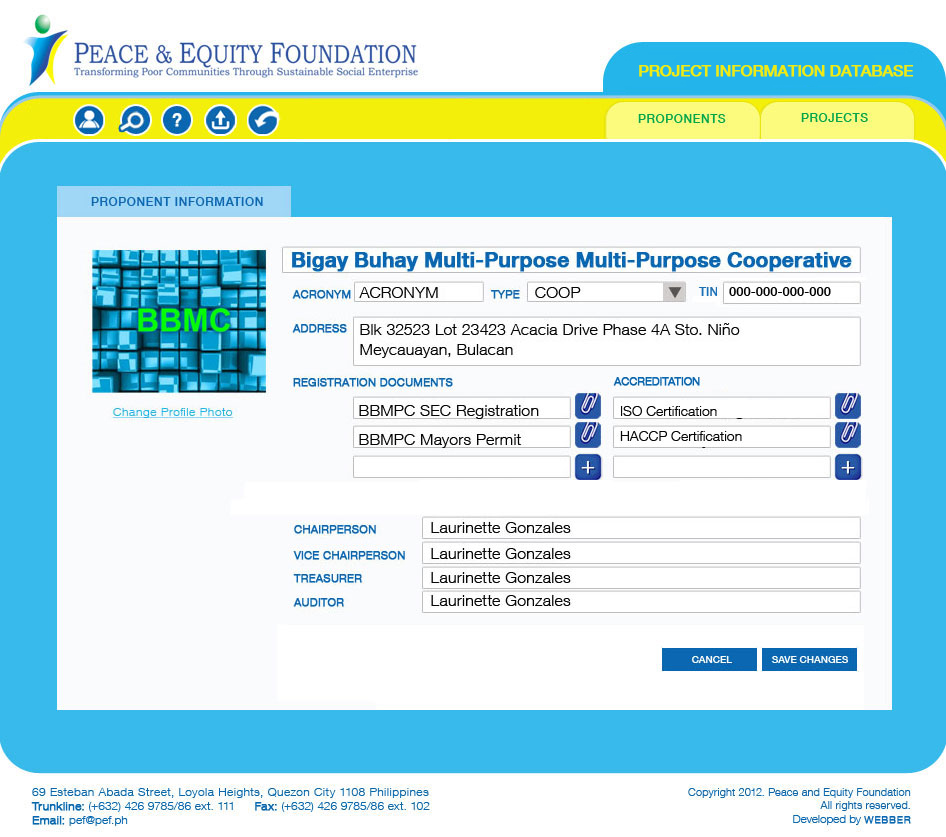 PEACE & EQUITY FOUNDATION
Transforming Poor Communities Through Sustainable Social Enterprise
PROJECT INFORMATION DATABASE
?
PROPONENTS
PROJECTS
PROPONENT INFORMATION
BBMC
Change Profile Photo
Bigay Buhay Multi-Purpose Multi-Purpose Cooperative
ACRONYM ACRONYM TYPE COOP TIN 000-000-000-000
ADDRESS Blk 32523 Lot 23423 Acacia Drive Phase 4A Sto. Niño
Meycauayan, Bulacan
REGISTRATION DOCUMENTS
BBMPC SEC Registration
BBMPC Mayors Permit
ACCREDITATION
ISO Certification
HACCP Certification
CHAIRPERSON Laurinette Gonzales
VICE CHAIRPERSON Laurinette Gonzales
TREASURER Laurinette Gonzales
AUDITOR Laurinette Gonzales
CANCEL SAVE CHANGES
69 Esteban Abada Street, Loyola Heights, Quezon City 1108 Philippines
Trunkline: (+632) 426 9785/86 ext. 111 Fax: (+632) 426 9785/86 ext. 102
Email: pef@pef.ph
Copyright 2012. Peace and Equity Foundation
All rights reserved.
Developed by WEBBER